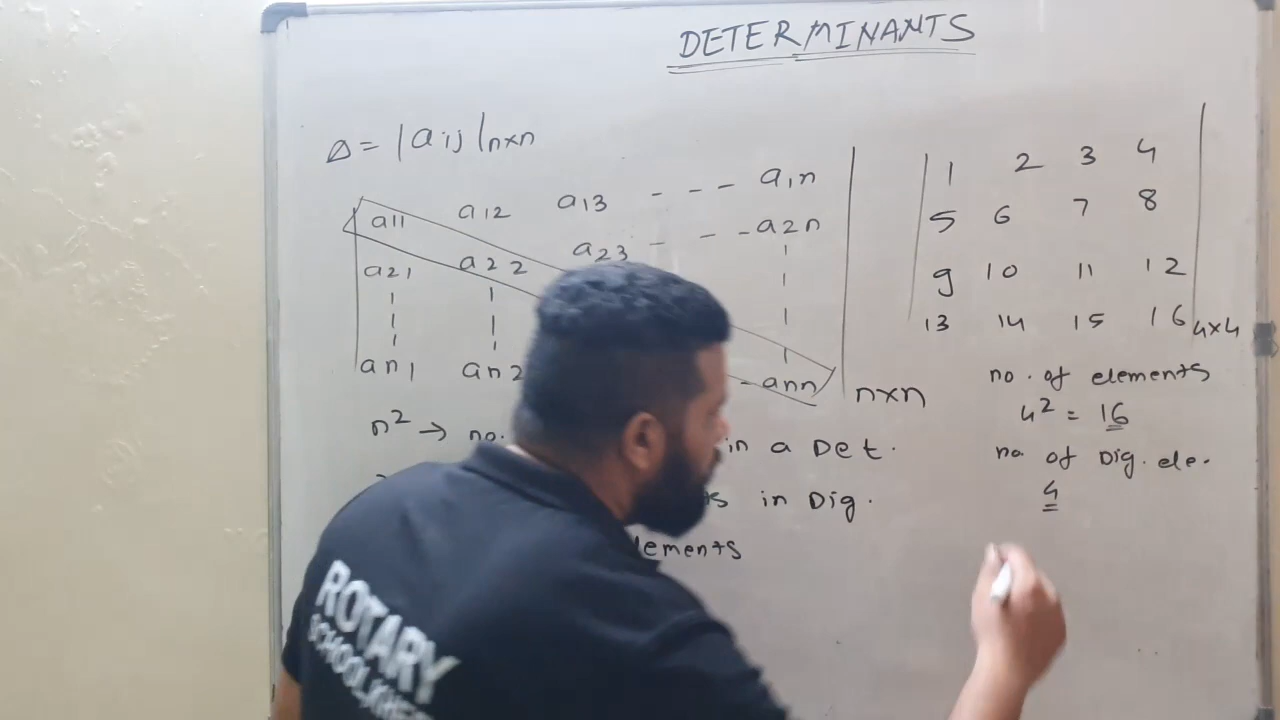 DETERMINANTS
Δ = |aij|n×n
a11 a12 a13 - - - a1n
a21 a22 a23 - - - a2n
an1 an2 - ann
n×n
n² → no. in a Det.
in Dig.
lements
1 2 3 4
5 6 7 8
9 10 11 12
13 14 15 16 4×4
no. of elements
4² = 16
no of Dig. ele.
4
ROTARY
SCHOOL